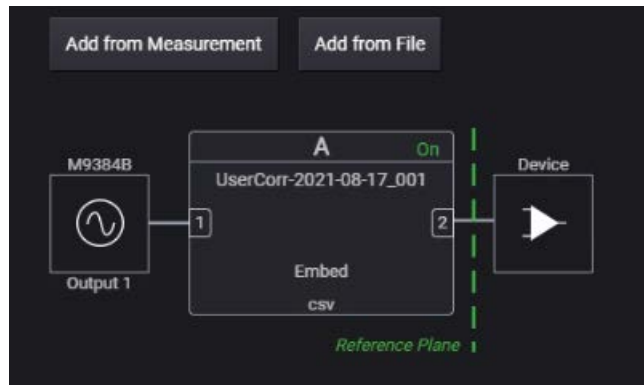 Add from Measurement
Add from File
A
On
M9384B
UserCorr-2021-08-17_001
Device
1
2
Embed
Output 1
csv
Reference Plane